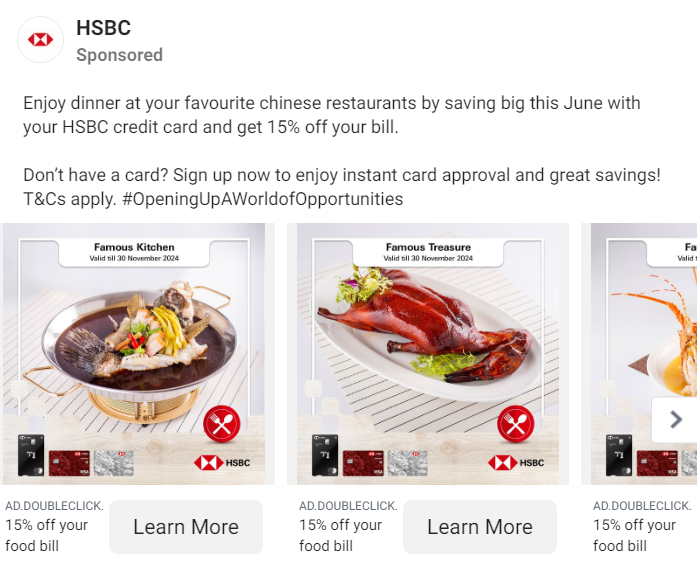 HSBC
Sponsored
Enjoy dinner at your favourite chinese restaurants by saving big this June with
your HSBC credit card and get 15% off your bill.
Don’t have a card? Sign up now to enjoy instant card approval and great savings!
T&Cs apply. #OpeningUpAWorldofOpportunities
Famous Kitchen
Valid till 30 November 2024
HSBC
AD.DOUBLECLICK.
15% off your
food bill
Learn More
Famous Treasure
Valid till 30 November 2024
HSBC
AD.DOUBLECLICK.
15% off your
food bill
Learn More
Fa
Valid
AD.DOUBLECLICK.
15% off your
food bill